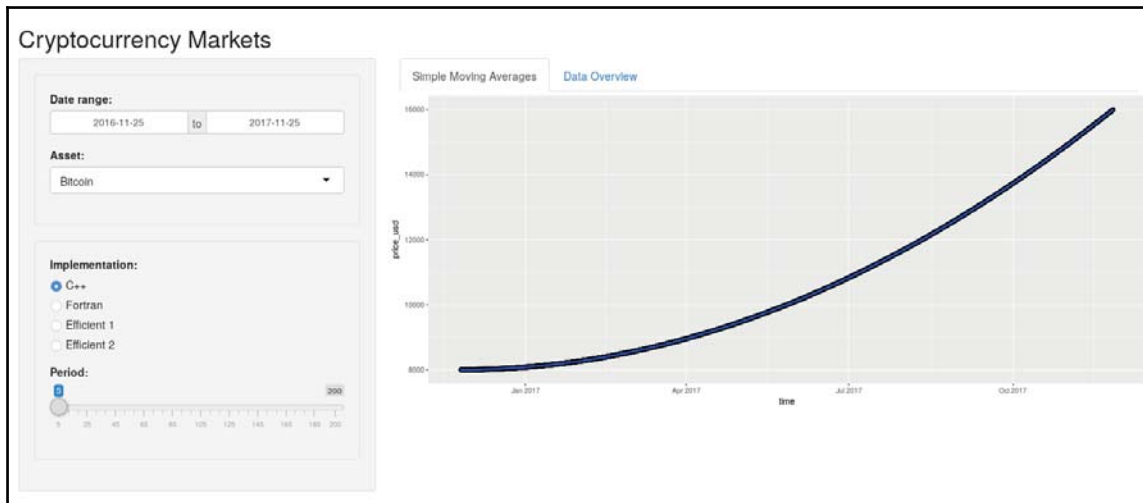 Cryptocurrency Markets
Date range:
2016-11-25 to 2017-11-25
Asset:
Bitcoin
Implementation:
C++
Fortran
Efficient 1
Efficient 2
Period:
5 200
5 25 45 65 85 105 125 145 165 180 200
Simple Moving Averages Data Overview
16000
14000
12000
10000
8000
price_usd
Jan 2017 Apr 2017 Jul 2017 Oct 2017
time